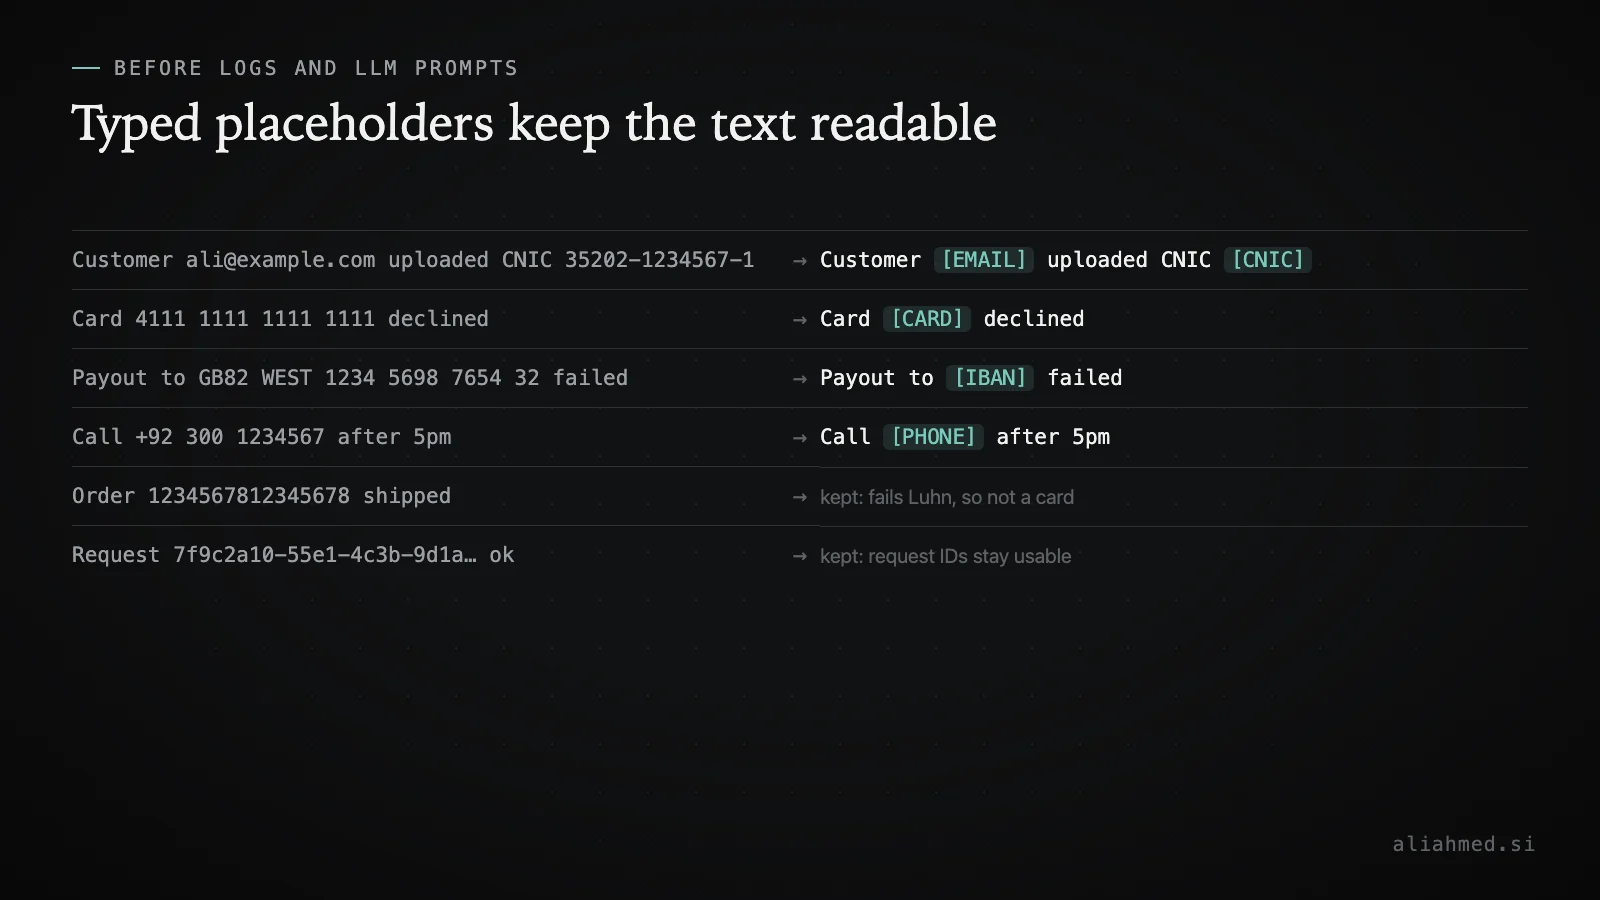 BEFORE LOGS AND LLM PROMPTS
Typed placeholders keep the text readable
Customer ali@example.com uploaded CNIC 35202-1234567-1 → Customer [EMAIL] uploaded CNIC [CNIC]
Card 4111 1111 1111 1111 declined → Card [CARD] declined
Payout to GB82 WEST 1234 5698 7654 32 failed → Payout to [IBAN] failed
Call +92 300 1234567 after 5pm → Call [PHONE] after 5pm
Order 1234567812345678 shipped → kept: fails Luhn, so not a card
Request 7f9c2a10-55e1-4c3b-9d1a… ok → kept: request IDs stay usable
aliahmed.si